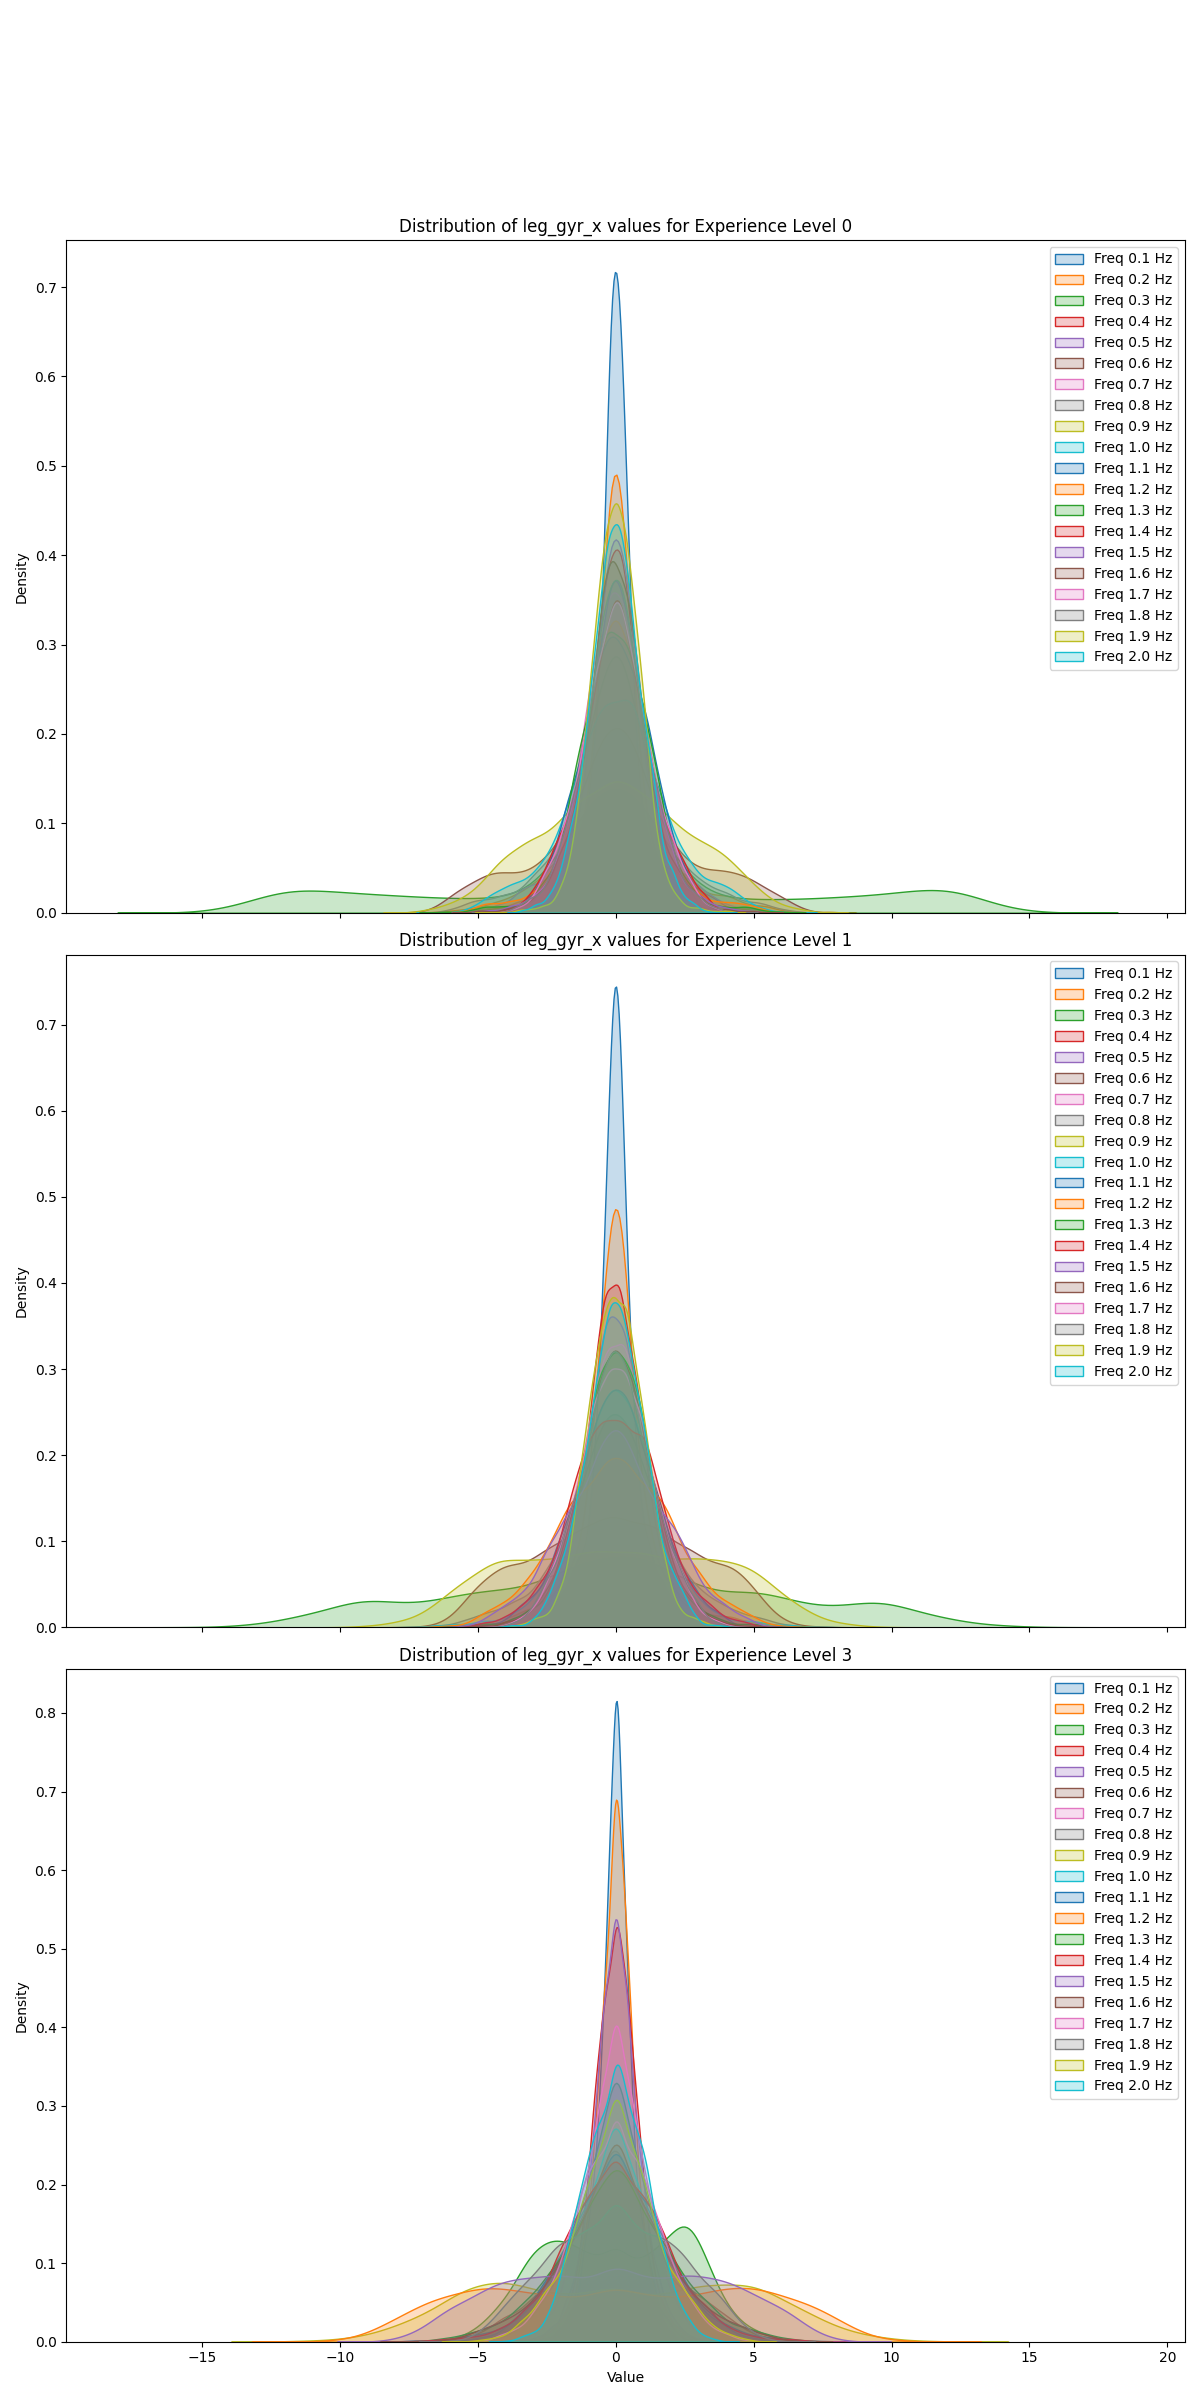 Distribution of leg_gyr_x values for Experience Level 0
Density
0.7
0.6
0.5
0.4
0.3
0.2
0.1
0.0
Freq 0.1 Hz
Freq 0.2 Hz
Freq 0.3 Hz
Freq 0.4 Hz
Freq 0.5 Hz
Freq 0.6 Hz
Freq 0.7 Hz
Freq 0.8 Hz
Freq 0.9 Hz
Freq 1.0 Hz
Freq 1.1 Hz
Freq 1.2 Hz
Freq 1.3 Hz
Freq 1.4 Hz
Freq 1.5 Hz
Freq 1.6 Hz
Freq 1.7 Hz
Freq 1.8 Hz
Freq 1.9 Hz
Freq 2.0 Hz
Distribution of leg_gyr_x values for Experience Level 1
Density
0.7
0.6
0.5
0.4
0.3
0.2
0.1
0.0
Freq 0.1 Hz
Freq 0.2 Hz
Freq 0.3 Hz
Freq 0.4 Hz
Freq 0.5 Hz
Freq 0.6 Hz
Freq 0.7 Hz
Freq 0.8 Hz
Freq 0.9 Hz
Freq 1.0 Hz
Freq 1.1 Hz
Freq 1.2 Hz
Freq 1.3 Hz
Freq 1.4 Hz
Freq 1.5 Hz
Freq 1.6 Hz
Freq 1.7 Hz
Freq 1.8 Hz
Freq 1.9 Hz
Freq 2.0 Hz
Distribution of leg_gyr_x values for Experience Level 3
Density
0.8
0.7
0.6
0.5
0.4
0.3
0.2
0.1
0.0
Freq 0.1 Hz
Freq 0.2 Hz
Freq 0.3 Hz
Freq 0.4 Hz
Freq 0.5 Hz
Freq 0.6 Hz
Freq 0.7 Hz
Freq 0.8 Hz
Freq 0.9 Hz
Freq 1.0 Hz
Freq 1.1 Hz
Freq 1.2 Hz
Freq 1.3 Hz
Freq 1.4 Hz
Freq 1.5 Hz
Freq 1.6 Hz
Freq 1.7 Hz
Freq 1.8 Hz
Freq 1.9 Hz
Freq 2.0 Hz
−15 −10 −5 0 5 10 15 20
Value